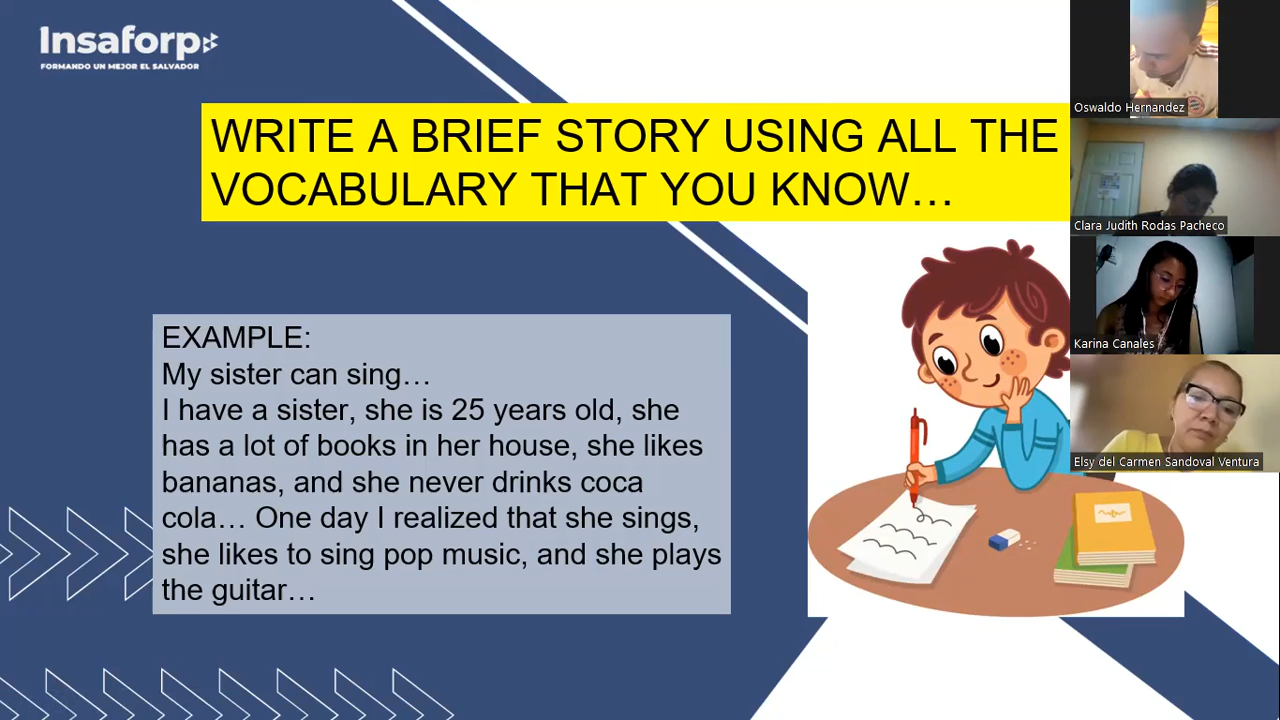 Insaforp
FORMANDO UN MEJOR EL SALVADOR
WRITE A BRIEF STORY USING ALL THE
VOCABULARY THAT YOU KNOW…
EXAMPLE:
My sister can sing…
I have a sister, she is 25 years old, she
has a lot of books in her house, she likes
bananas, and she never drinks coca
cola… One day I realized that she sings,
she likes to sing pop music, and she plays
the guitar…
Oswaldo Hernandez
Clara Judith Rodas Pacheco
Karina Canales
Elsy del Carmen Sandoval Ventura